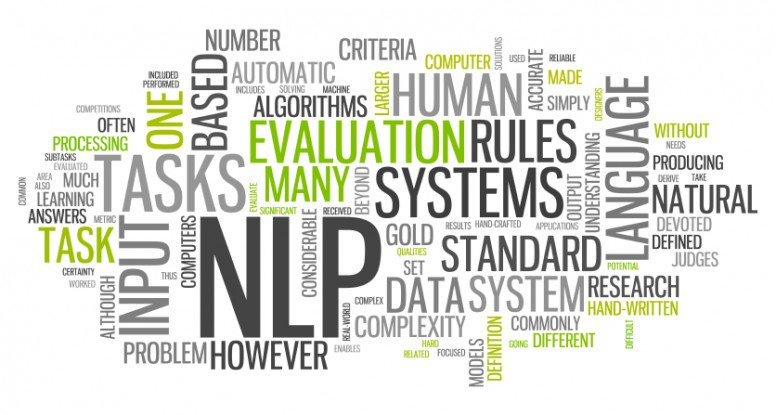 NUMBER
CRITERIA
COMPUTER
SOLUTIONS
USED
RELIABLE
INCLUDED
PERFORMED
BASED
AUTOMATIC
LARGER
HUMAN
ACCURATE
MADE
SIMPLY
DESIGNERS
LANGUAGE
INCLUDES
SOLVING
MACHINE
ALGORITHMS
COMPETITIONS
OFTEN
ONE
PROCESSING
EVALUATION
RULES
WITHOUT
NEEDS
SUBTASKS
EVALUATED
TASKS
MANY
BEYOND
SYSTEMS
OUTPUT
UNDERSTANDING
PRODUCING
DERIVE
TAKE
COMMON
AREA
ALSO
MUCH
LEARNING
EVALUATE
NATURAL
ANSWERS
METRIC
SIGNIFICANT
RECEIVED
RESULTS
HAND-CRAFTED
APPLICATIONS
DEVOTED
TASK
INPUT
COMPUTERS
NLP
CONSIDERABLE
GOLD
QUALITIES
STANDARD
DEFINED
JUDGES
CERTAINTY
WORKED
THUS
SET
POTENTIAL
ALTHOUGH
REAL-WORLD
COMPLEX
DATA
SYSTEM
RESEARCH
HAND-WRITTEN
COMPLEXITY
COMMONLY
DIFFICULT
PROBLEM
HOWEVER
ENABLES
HARD
RELATED
FOCUSED
MODELS
DEFINITION
GOING
DIFFERENT